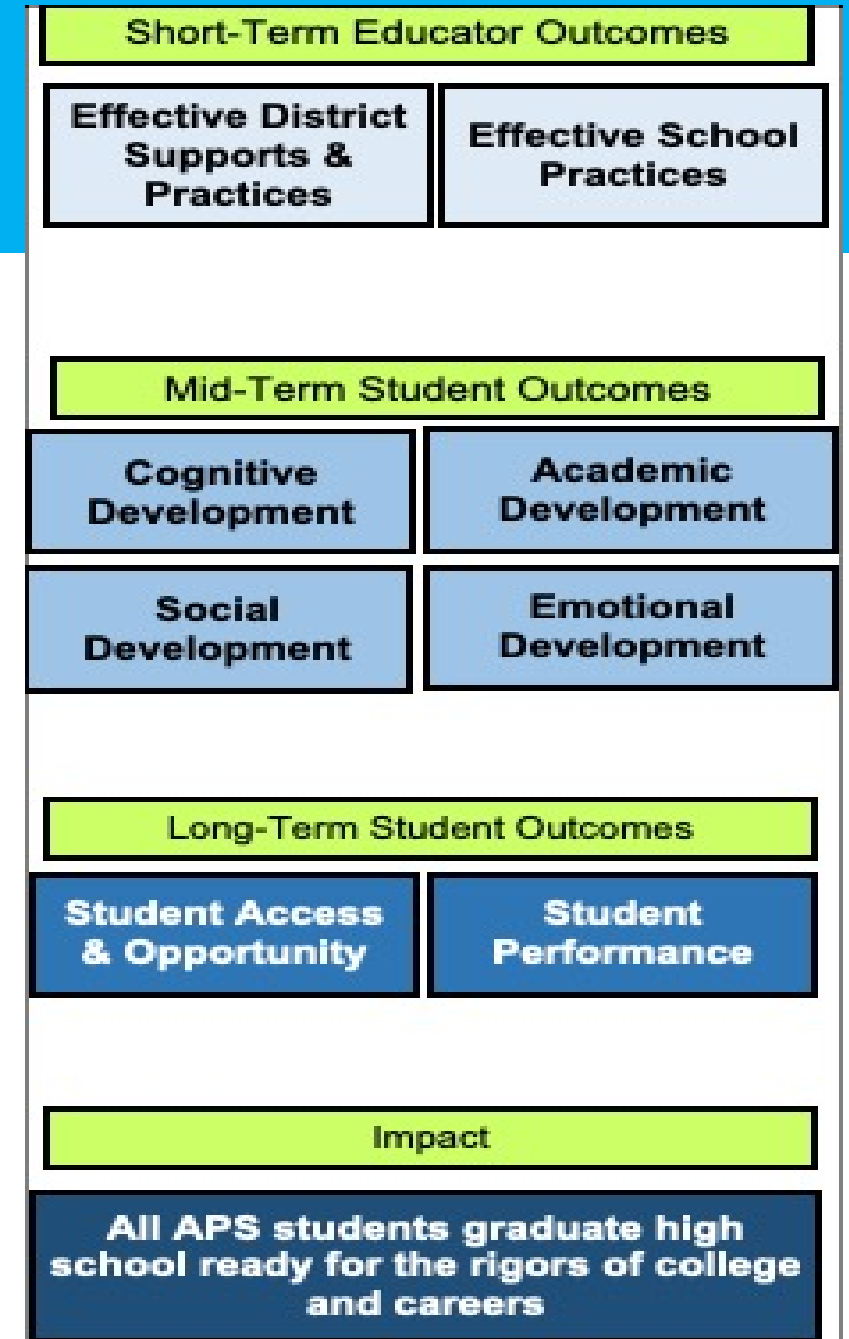 Short-Term Educator Outcomes
Effective District
Supports &
Practices
Effective School
Practices
Mid-Term Student Outcomes
Cognitive
Development
Academic
Development
Social
Development
Emotional
Development
Long-Term Student Outcomes
Student Access
& Opportunity
Student
Performance
Impact
All APS students graduate high
school ready for the rigors of college
and careers